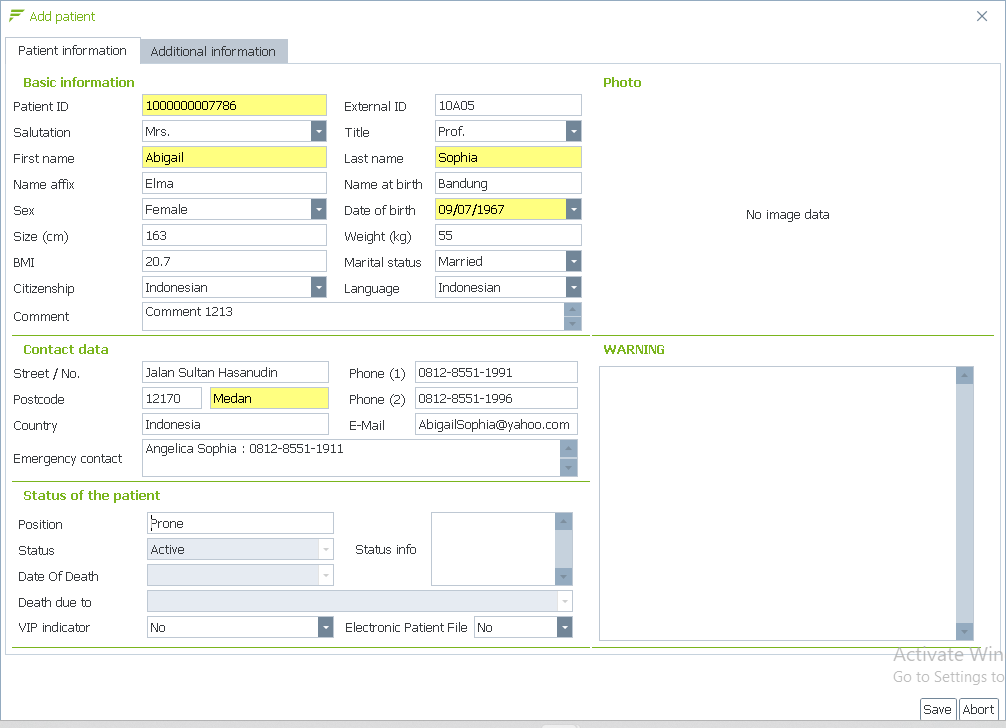 Add patient
Patient information Additional information
Basic information Photo
Patient ID 1000000007786 External ID 10A05
Salutation Mrs. Title Prof.
First name Abigail Last name Sophia
Name affix Elma Name at birth Bandung
Sex Female Date of birth 09/07/1967
No image data
Size (cm) 163 Weight (kg) 55
BMI 20.7 Marital status Married
Citizenship Indonesian Language Indonesian
Comment Comment 1213
Contact data WARNING
Street / No. Jalan Sultan Hasanudin Phone (1) 0812-8551-1991
Postcode 12170 Medan Phone (2) 0812-8551-1996
Country Indonesia E-Mail AbigailSophia@yahoo.com
Emergency contact Angelica Sophia : 0812-8551-1911
Status of the patient
Position Prone
Status Active Status info
Date Of Death
Death due to
VIP indicator No Electronic Patient File No
Activate Win
Go to Settings to
Save Abort